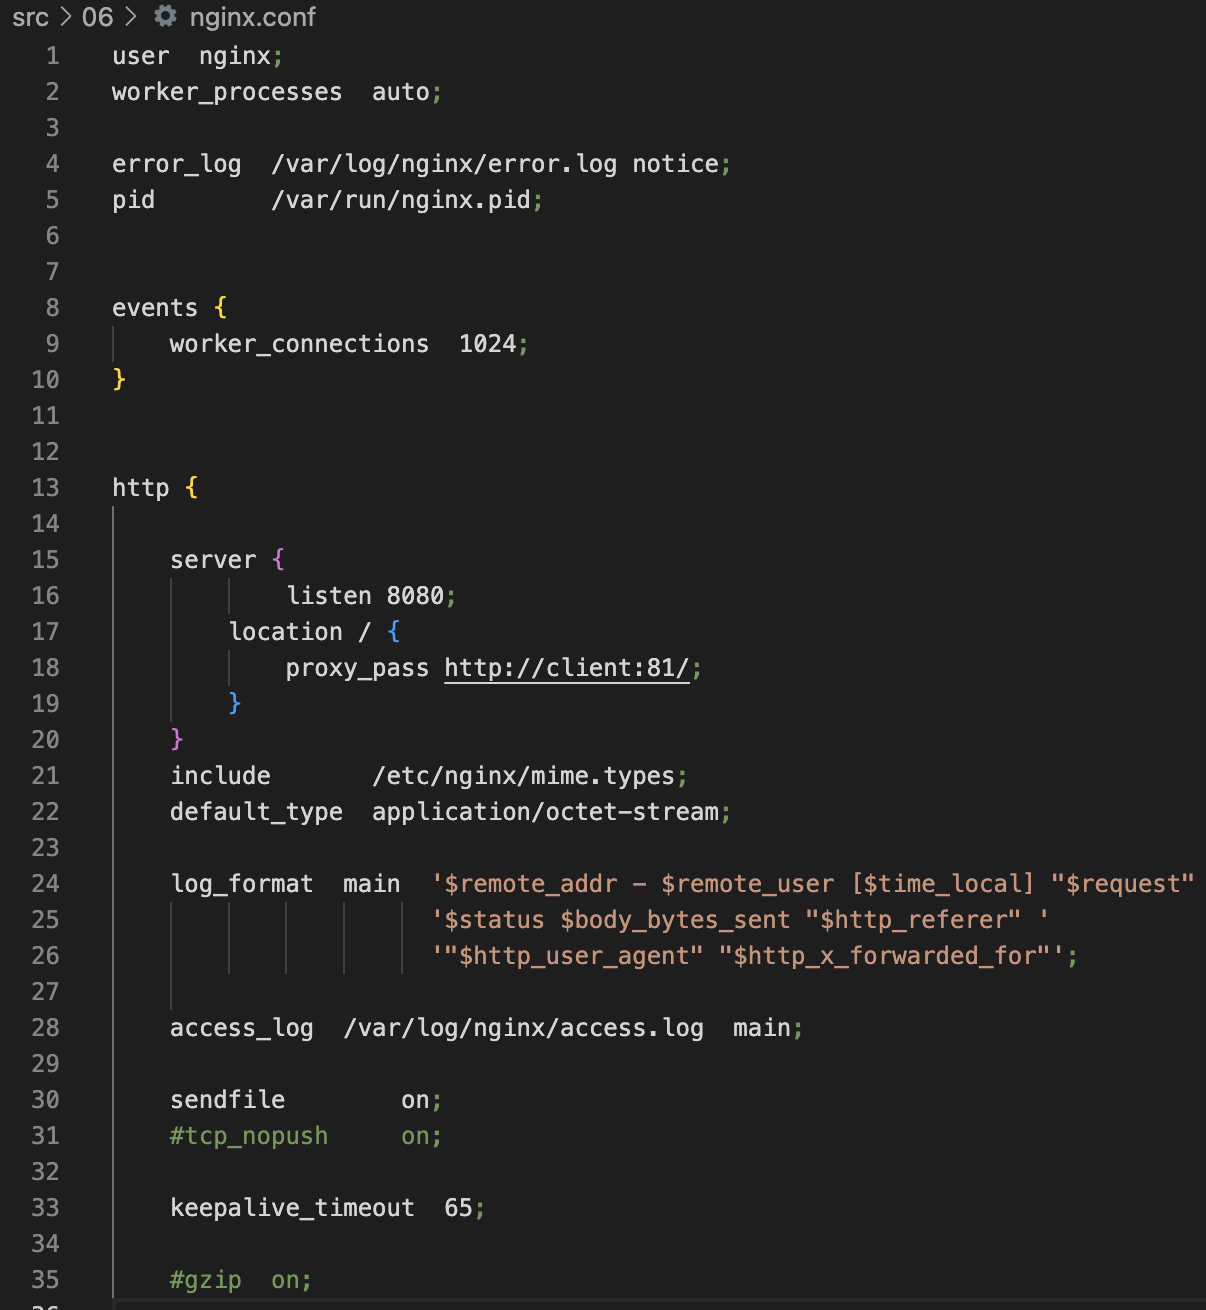 src > 06 > nginx.conf
1 user  nginx;
2 worker_processes  auto;
3
4 error_log  /var/log/nginx/error.log notice;
5 pid        /var/run/nginx.pid;
6
7
8 events {
9     worker_connections  1024;
10 }
11
12
13 http {
14
15     server {
16             listen 8080;
17         location / {
18             proxy_pass http://client:81/;
19         }
20     }
21     include       /etc/nginx/mime.types;
22     default_type  application/octet-stream;
23
24     log_format  main  '$remote_addr - $remote_user [$time_local] "$request"
25                       '$status $body_bytes_sent "$http_referer" '
26                       '"$http_user_agent" "$http_x_forwarded_for"';
27
28     access_log  /var/log/nginx/access.log  main;
29
30     sendfile        on;
31     #tcp_nopush     on;
32
33     keepalive_timeout  65;
34
35     #gzip  on;